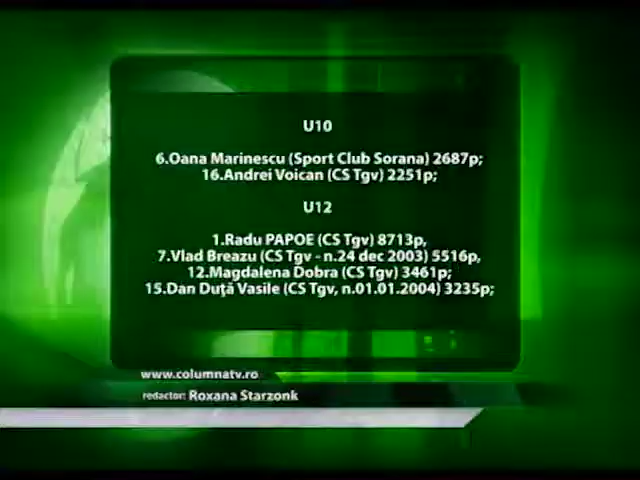 U10
6.Oana Marinescu (Sport Club Sorana) 2687p;
16.Andrei Voican (CS Tgv) 2251p;
U12
1.Radu PAPOE (CS Tgv) 8713p,
7.Vlad Breazu (CS Tgv - n.24 dec 2003) 5516p,
12.Magdalena Dobra (CS Tgv) 3461p;
15.Dan Duţă Vasile (CS Tgv, n.01.01.2004) 3235p;
www.columnatv.ro
redactor: Roxana Starzonk